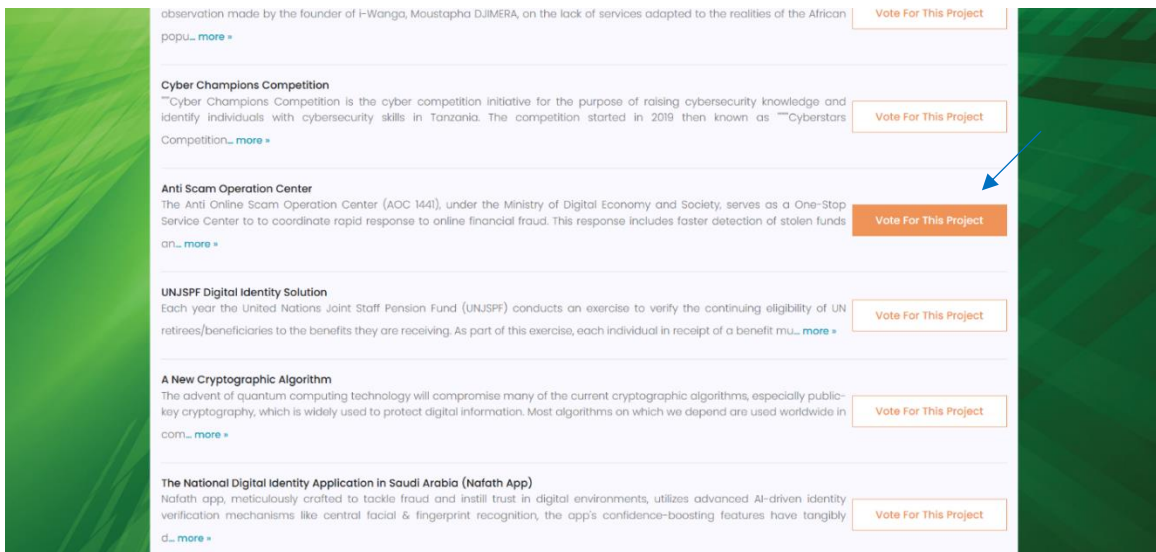 observation made by the founder of i-Wanga, Moustapha DJIMERA, on the lack of services adapted to the realities of the African
popu... more »
Vote For This Project
Cyber Champions Competition
"""Cyber Champions Competition is the cyber competition initiative for the purpose of raising cybersecurity knowledge and
identify individuals with cybersecurity skills in Tanzania. The competition started in 2019 then known as """Cyberstars
Competition... more »
Vote For This Project
Anti Scam Operation Center
The Anti Online Scam Operation Center (AOC 1441), under the Ministry of Digital Economy and Society, serves as a One-Stop
Service Center to to coordinate rapid response to online financial fraud. This response includes faster detection of stolen funds
an... more »
Vote For This Project
UNJSPF Digital Identity Solution
Each year the United Nations Joint Staff Pension Fund (UNJSPF) conducts an exercise to verify the continuing eligibility of UN
retirees/beneficiaries to the benefits they are receiving. As part of this exercise, each individual in receipt of a benefit mu... more »
Vote For This Project
A New Cryptographic Algorithm
The advent of quantum computing technology will compromise many of the current cryptographic algorithms, especially public-
key cryptography, which is widely used to protect digital information. Most algorithms on which we depend are used worldwide in
com... more »
Vote For This Project
The National Digital Identity Application in Saudi Arabia (Nafath App)
Nafath app, meticulously crafted to tackle fraud and instill trust in digital environments, utilizes advanced AI-driven identity
verification mechanisms like central facial & fingerprint recognition, the app's confidence-boosting features have tangibly
d... more »
Vote For This Project